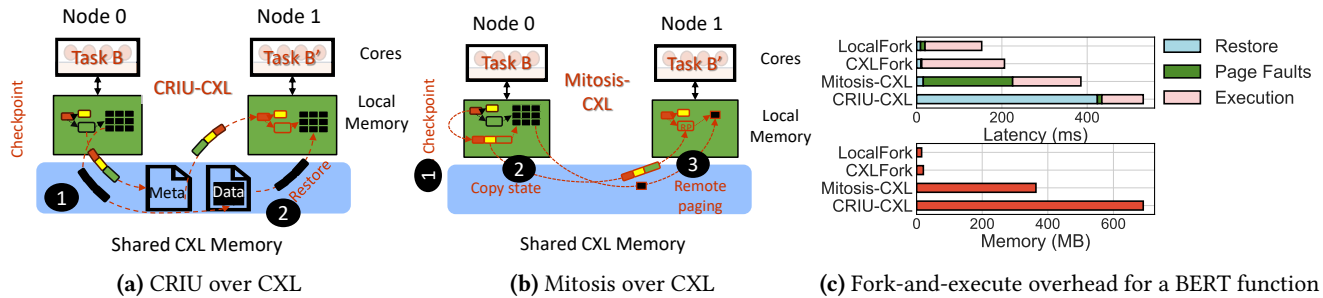 Node 0
Node 1
Task B
Task B'
Cores
CRIU-CXL
Checkpoint
Local
Memory
1
Meta
Data
2
Restore
Shared CXL Memory
(a) CRIU over CXL
Node 0
Node 1
Task B
Task B'
Cores
Mitosis-
CXL
Checkpoint
Local
Memory
1
2
3
Copy state
Remote
paging
Shared CXL Memory
(b) Mitosis over CXL
LocalFork
CXLFork
Mitosis-CXL
CRIU-CXL
0 200 400
Latency (ms)
Restore
Page Faults
Execution
LocalFork
CXLFork
Mitosis-CXL
CRIU-CXL
0 200 400 600
Memory (MB)
(c) Fork-and-execute overhead for a BERT function